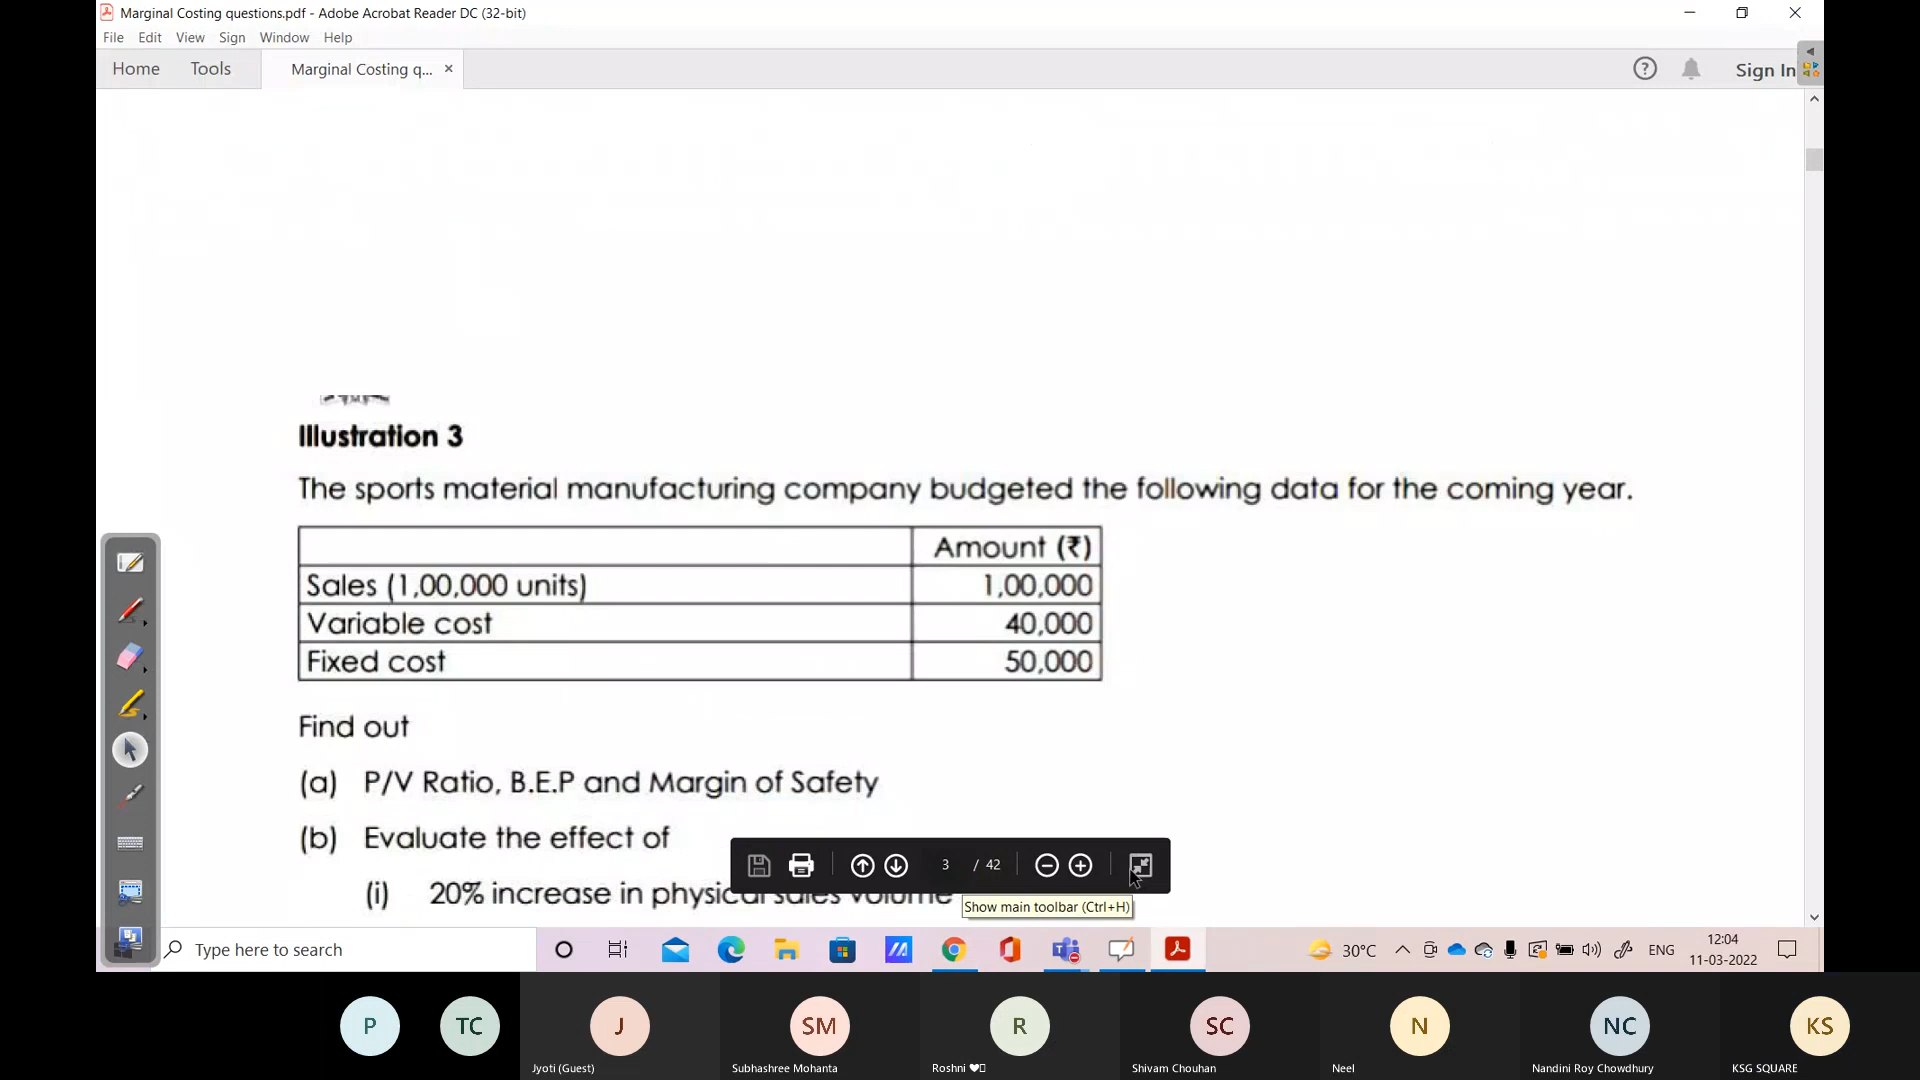 Marginal Costing questions.pdf - Adobe Acrobat Reader DC (32-bit)
File Edit View Sign Window Help
Home Tools Marginal Costing q... × Sign In
Illustration 3
The sports material manufacturing company budgeted the following data for the coming year.
Amount (₹)
Sales (1,00,000 units) 1,00,000
Variable cost 40,000
Fixed cost 50,000
Find out
(a) P/V Ratio, B.E.P and Margin of Safety
(b) Evaluate the effect of
3 / 42
(i) 20% increase in physical sales volume
Show main toolbar (Ctrl+H)
Type here to search 30°C ENG 12:04
11-03-2022
P TC J SM R SC N NC KS
Jyoti (Guest) Subhashree Mohanta Roshni ❤ Shivam Chouhan Neel Nandini Roy Chowdhury KSG SQUARE